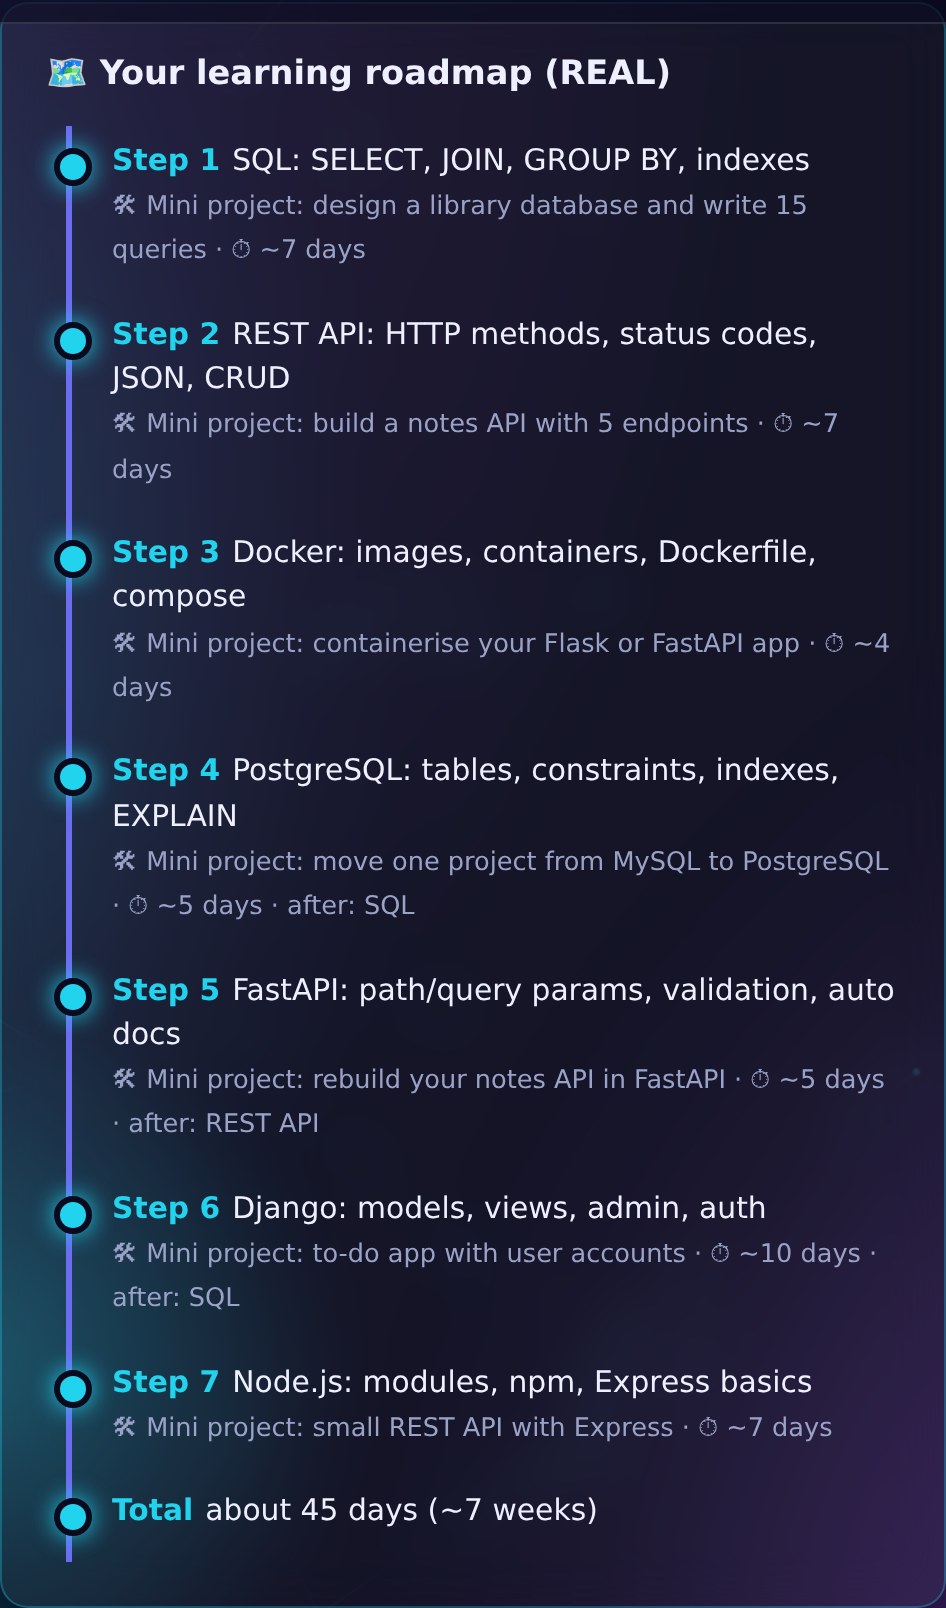 🗺️ Your learning roadmap (REAL)
Step 1 SQL: SELECT, JOIN, GROUP BY, indexes
🛠 Mini project: design a library database and write 15
queries · ⏱ ~7 days
Step 2 REST API: HTTP methods, status codes,
JSON, CRUD
🛠 Mini project: build a notes API with 5 endpoints · ⏱ ~7
days
Step 3 Docker: images, containers, Dockerfile,
compose
🛠 Mini project: containerise your Flask or FastAPI app · ⏱ ~4
days
Step 4 PostgreSQL: tables, constraints, indexes,
EXPLAIN
🛠 Mini project: move one project from MySQL to PostgreSQL
· ⏱ ~5 days · after: SQL
Step 5 FastAPI: path/query params, validation, auto
docs
🛠 Mini project: rebuild your notes API in FastAPI · ⏱ ~5 days
· after: REST API
Step 6 Django: models, views, admin, auth
🛠 Mini project: to-do app with user accounts · ⏱ ~10 days ·
after: SQL
Step 7 Node.js: modules, npm, Express basics
🛠 Mini project: small REST API with Express · ⏱ ~7 days
Total about 45 days (~7 weeks)